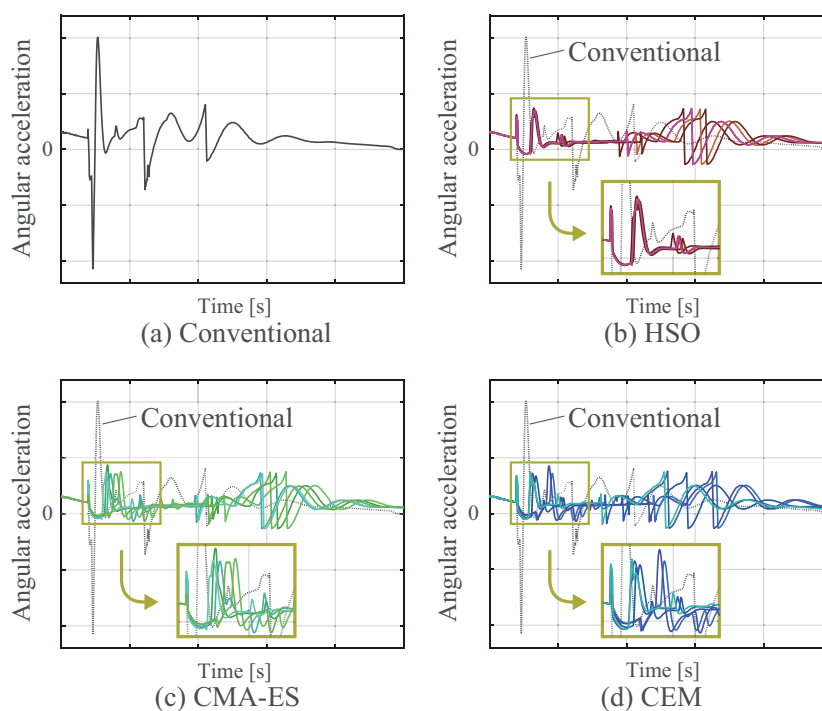 Angular acceleration
0
Time [s]
(a) Conventional
Angular acceleration
0
Conventional
Time [s]
(b) HSO
Angular acceleration
0
Conventional
Time [s]
(c) CMA-ES
Angular acceleration
0
Conventional
Time [s]
(d) CEM